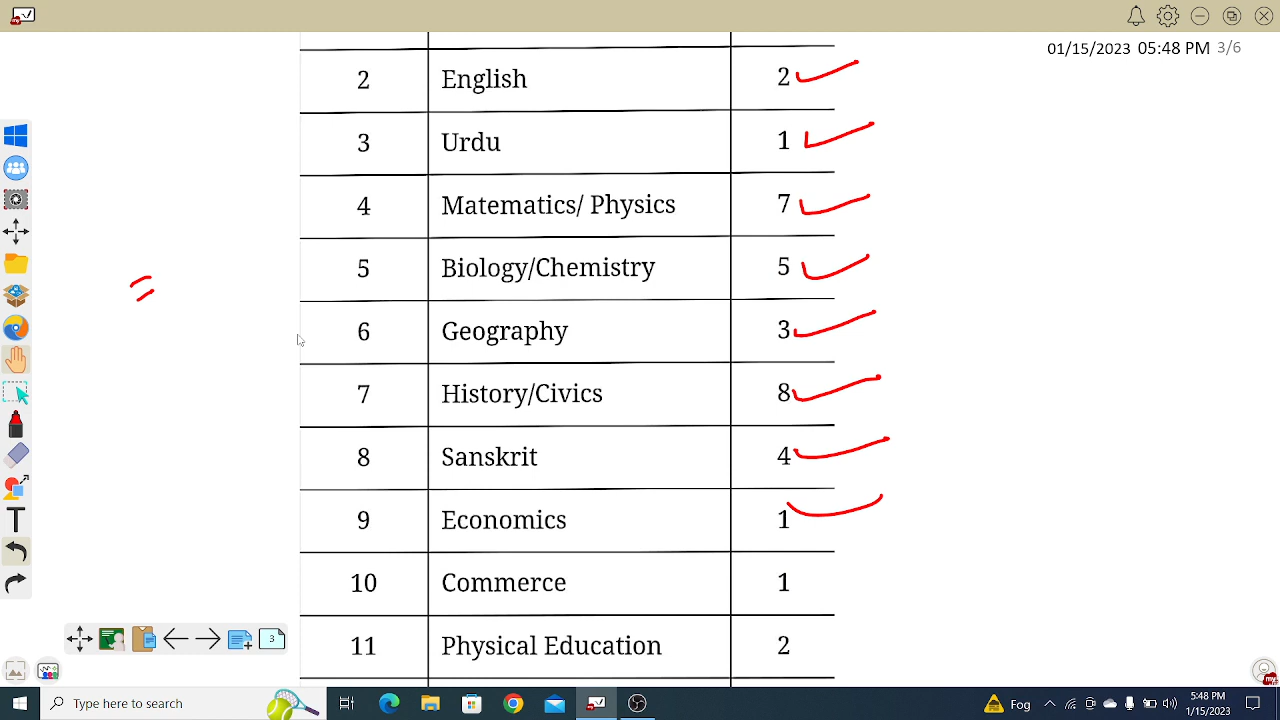 01/15/2023 05:48 PM 3/6
2 English 2
3 Urdu 1
4 Matematics/ Physics 7
5 Biology/Chemistry 5
6 Geography 3
7 History/Civics 8
8 Sanskrit 4
9 Economics 1
10 Commerce 1
11 Physical Education 2
3
Type here to search
Fog
5:48 PM
1/15/2023